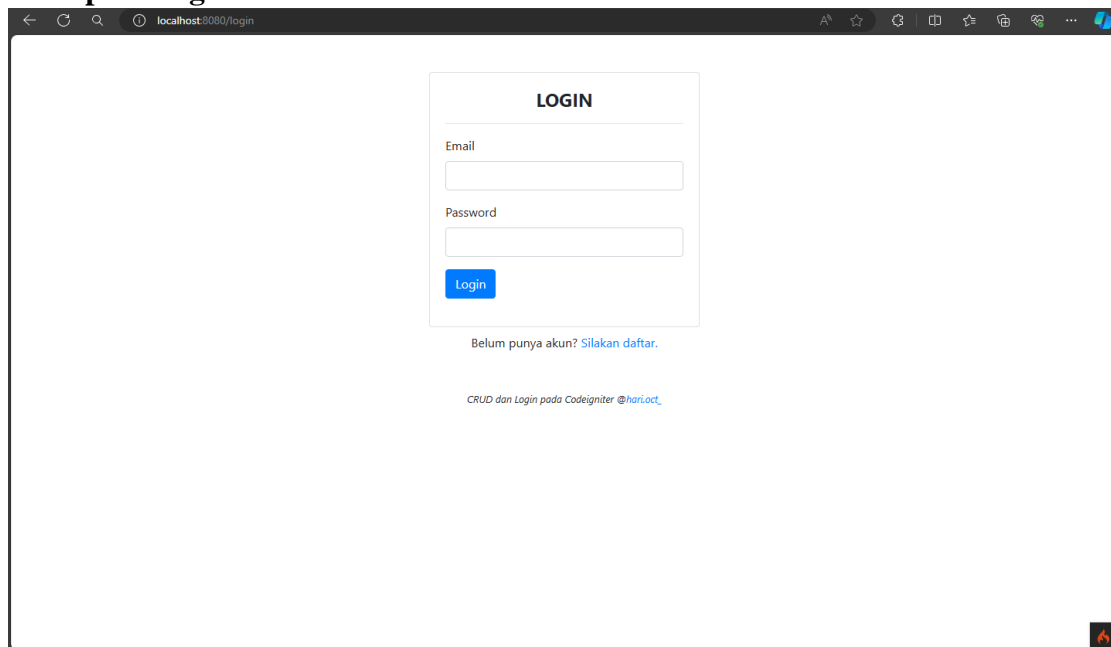 localhost:8080/login
LOGIN
Email
Password
Login
Belum punya akun? Silakan daftar.
CRUD dan Login pada Codeigniter @hari.oct_